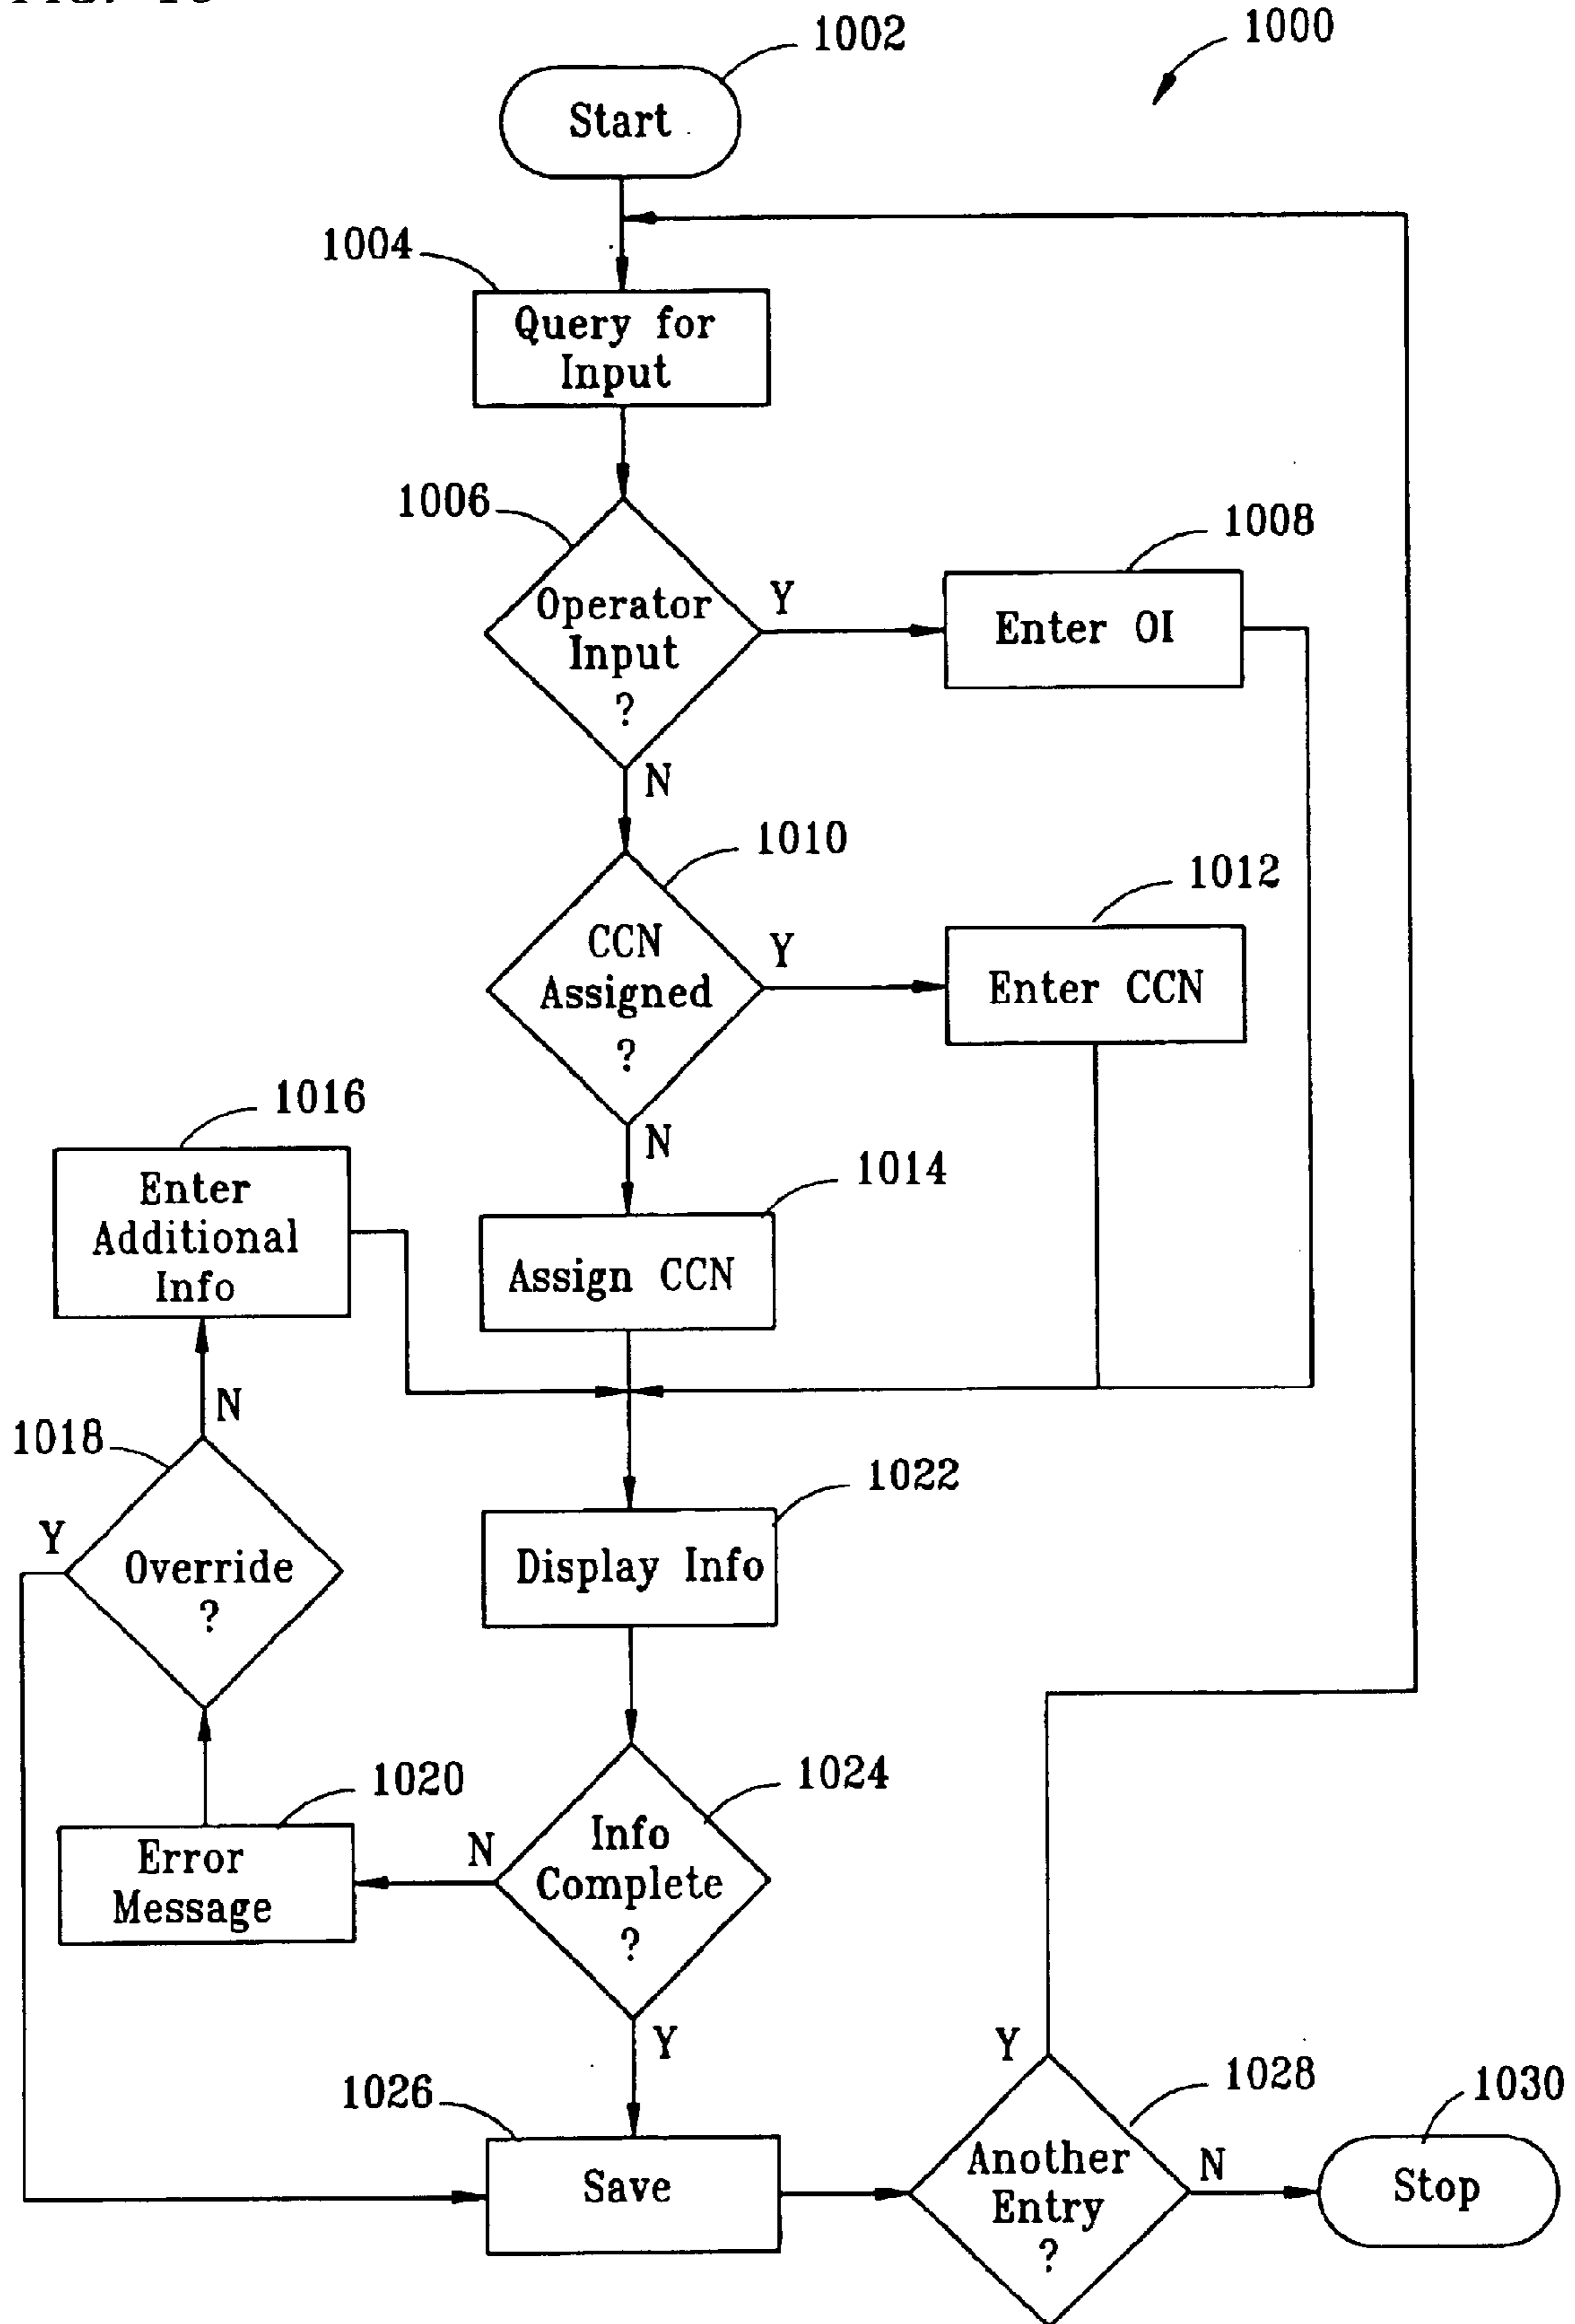 1002
1000
Start
1004
Query for
Input
1006
Operator
Input
?
Y
N
1008
Enter OI
1010
CCN
Assigned
?
Y
N
1012
Enter CCN
1016
Enter
Additional
Info
1014
Assign CCN
N
1018
Y
Override
?
1022
Display Info
1020
Error
Message
N
1024
Info
Complete
?
Y
1026
Save
Y
1028
Another
Entry
?
N
1030
Stop